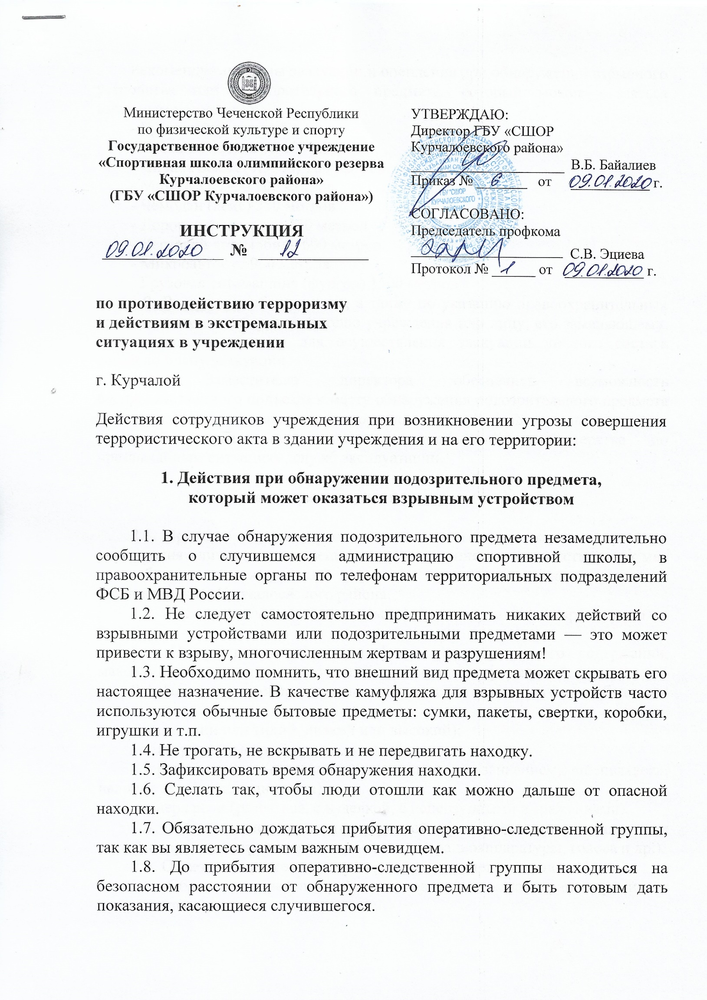 Министерство Чеченской Республики
по физической культуре и спорту
Государственное бюджетное учреждение
«Спортивная школа олимпийского резерва
Курчалоевского района»
(ГБУ «СШОР Курчалоевского района»)
ИНСТРУКЦИЯ
09.01.2020 № 12
УТВЕРЖДАЮ:
Директор ГБУ «СШОР
Курчалоевского района»
В.Б. Байалиев
Приказ № 6 от 09.01.2020 г.
ГБУ "СШОР
КУРЧАЛОЕВСКОГО
РАЙОНА"
СОГЛАСОВАНО:
Председатель профкома
С.В. Эциева
Протокол № 1 от 09.01.2020 г.
по противодействию терроризму
и действиям в экстремальных
ситуациях в учреждении
г. Курчалой
Действия сотрудников учреждения при возникновении угрозы совершения
террористического акта в здании учреждения и на его территории:
1. Действия при обнаружении подозрительного предмета,
который может оказаться взрывным устройством
1.1. В случае обнаружения подозрительного предмета незамедлительно
сообщить о случившемся администрацию спортивной школы, в
правоохранительные органы по телефонам территориальных подразделений
ФСБ и МВД России.
1.2. Не следует самостоятельно предпринимать никаких действий со
взрывными устройствами или подозрительными предметами — это может
привести к взрыву, многочисленным жертвам и разрушениям!
1.3. Необходимо помнить, что внешний вид предмета может скрывать его
настоящее назначение. В качестве камуфляжа для взрывных устройств часто
используются обычные бытовые предметы: сумки, пакеты, свертки, коробки,
игрушки и т.п.
1.4. Не трогать, не вскрывать и не передвигать находку.
1.5. Зафиксировать время обнаружения находки.
1.6. Сделать так, чтобы люди отошли как можно дальше от опасной
находки.
1.7. Обязательно дождаться прибытия оперативно-следственной группы,
так как вы являетесь самым важным очевидцем.
1.8. До прибытия оперативно-следственной группы находиться на
безопасном расстоянии от обнаруженного предмета и быть готовым дать
показания, касающиеся случившегося.